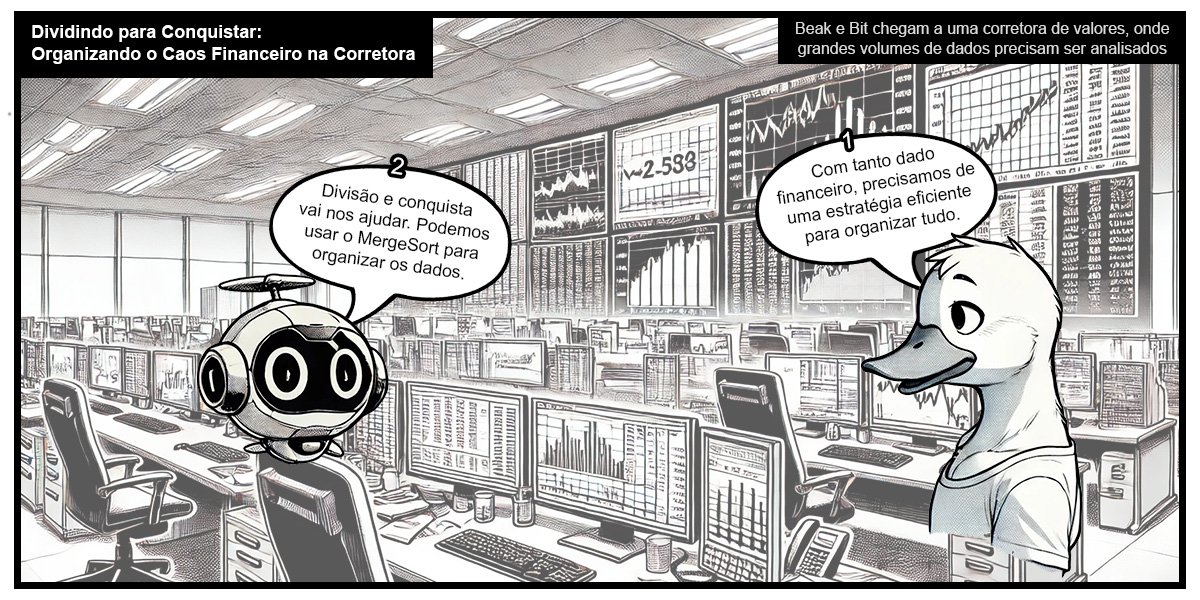 Dividindo para Conquistar:
Organizando o Caos Financeiro na Corretora
Beak e Bit chegam a uma corretora de valores, onde
grandes volumes de dados precisam ser analisados
1
Com tanto dado
financeiro, precisamos de
uma estratégia eficiente
para organizar tudo.
2
Divisão e conquista
vai nos ajudar. Podemos
usar o MergeSort para
organizar os dados.